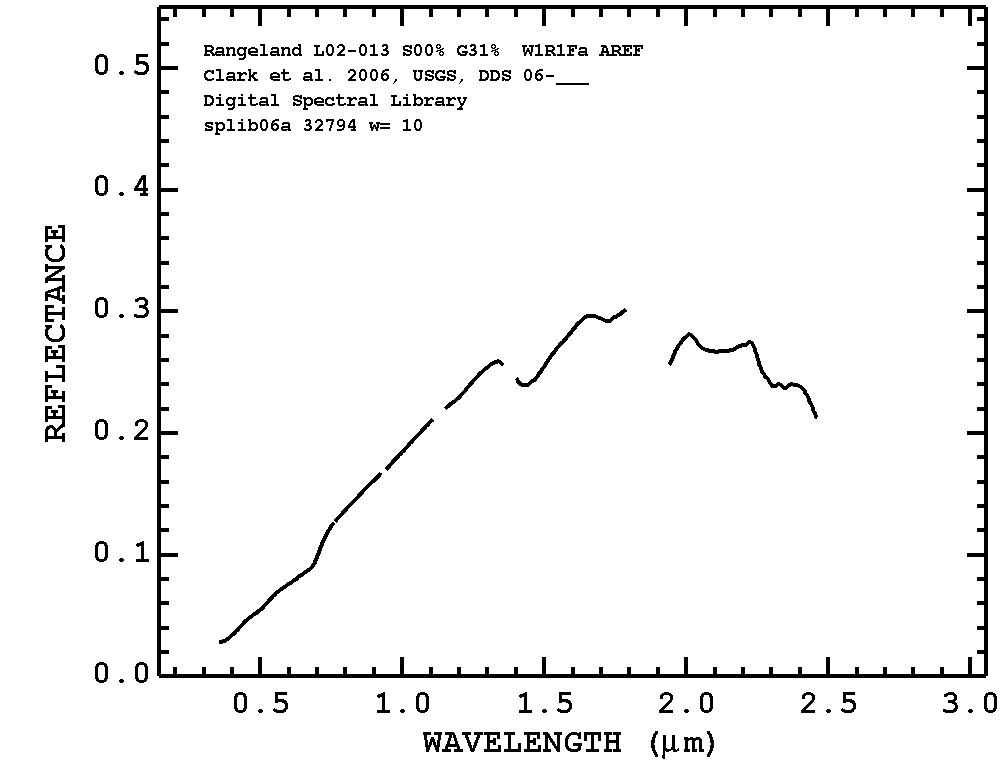 Rangeland L02-013 S00% G31% W1R1Fa AREF
Clark et al. 2006, USGS, DDS 06-___
Digital Spectral Library
splib06a 32794 w= 10
0.5
0.4
0.3
0.2
0.1
0.0
REFLECTANCE
0.5 1.0 1.5 2.0 2.5 3.0
WAVELENGTH (μm)